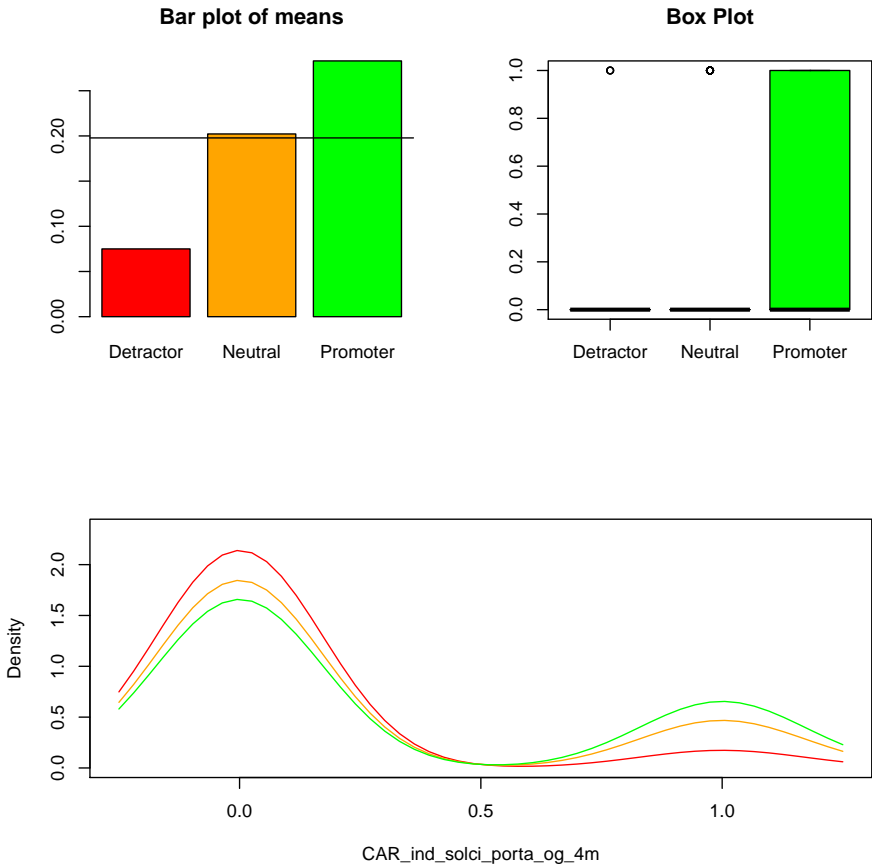 Bar plot of means
0.20
0.10
0.00
Detractor Neutral Promoter
Box Plot
1.0
0.8
0.6
0.4
0.2
0.0
Detractor Neutral Promoter
Density
2.0
1.5
1.0
0.5
0.0
0.0 0.5 1.0
CAR_ind_solci_porta_og_4m